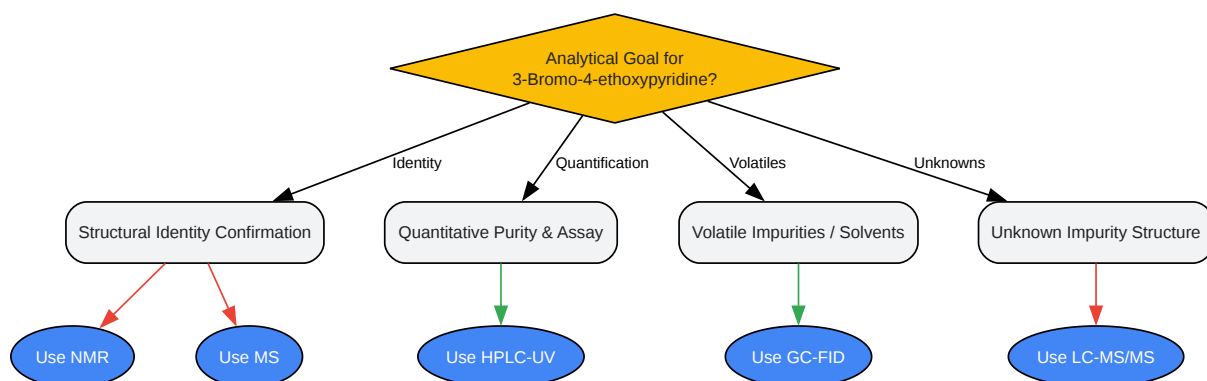 Analytical Goal for
3-Bromo-4-ethoxypyridine?
Identity
Quantification
Volatiles
Unknowns
Structural Identity Confirmation
Quantitative Purity & Assay
Volatile Impurities / Solvents
Unknown Impurity Structure
Use NMR
Use MS
Use HPLC-UV
Use GC-FID
Use LC-MS/MS